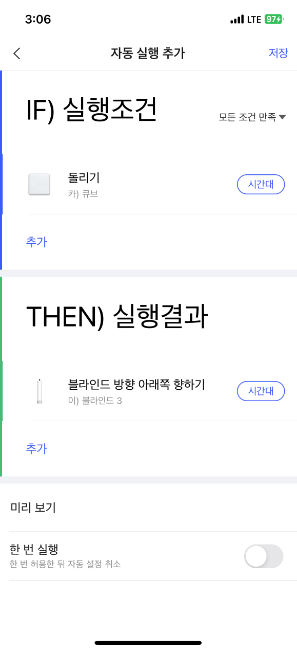 3:06
LTE 97
자동 실행 추가
저장
IF) 실행조건
모든 조건 만족
돌리기
시간대
카) 큐브
추가
THEN) 실행결과
블라인드 방향 아래쪽 향하기
시간대
이) 블라인드 3
추가
미리 보기
한 번 실행
한 번 허용한 뒤 자동 설정 취소